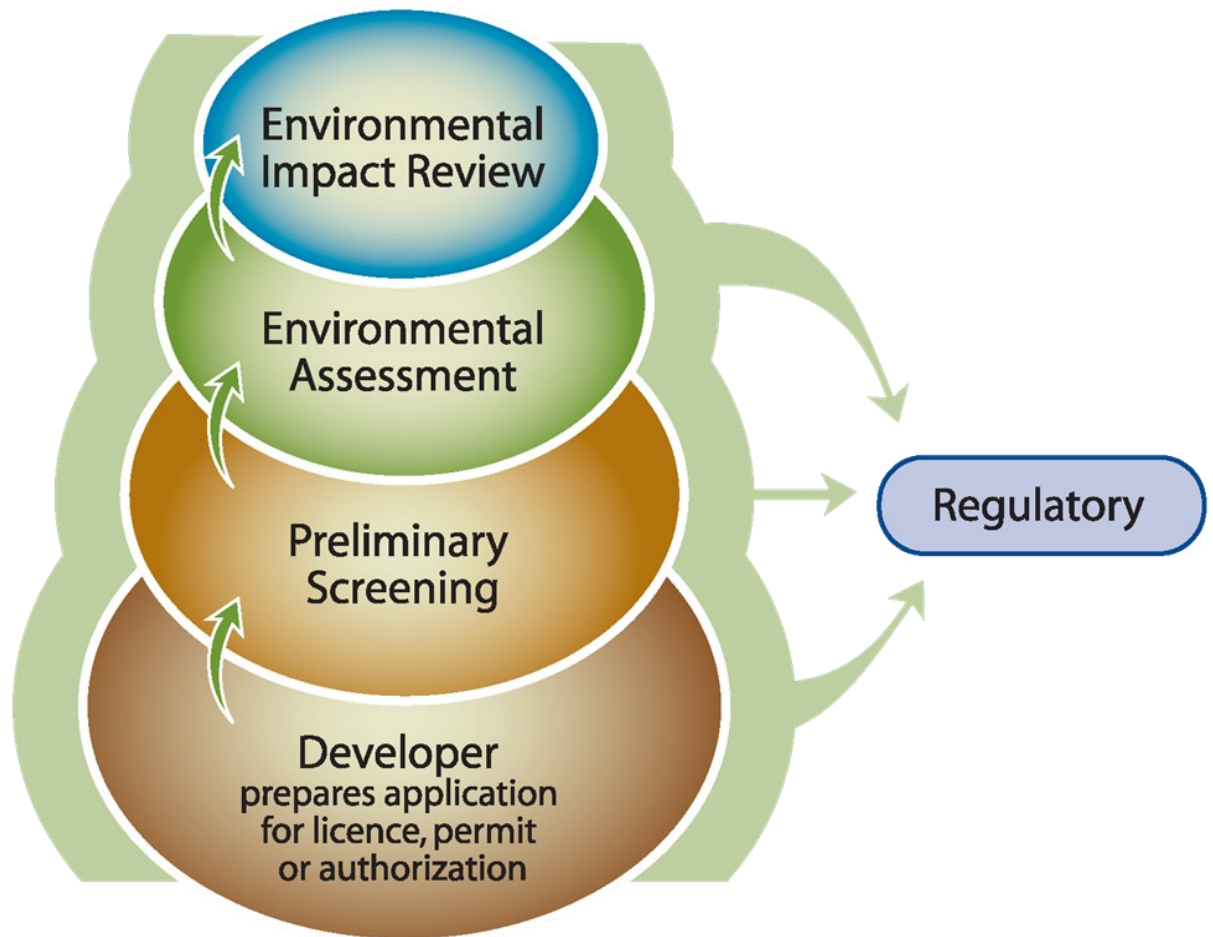 Environmental
Impact Review
Environmental
Assessment
Preliminary
Screening
Regulatory
Developer
prepares application
for licence, permit
or authorization